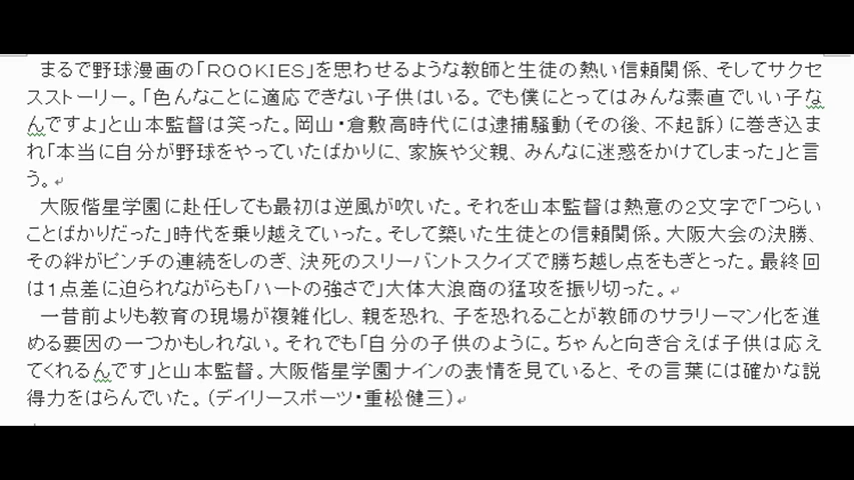 まるで野球漫画の「ROOKIES」を思わせるような教師と生徒の熱い信頼関係、そしてサクセ
スストーリー。「色んなことに適応できない子供はいる。でも僕にとってはみんな素直でいい子な
んですよ」と山本監督は笑った。岡山・倉敷高時代には逮捕騒動(その後、不起訴)に巻き込ま
れ「本当に自分が野球をやっていたばかりに、家族や父親、みんなに迷惑をかけてしまった」と言
う。
大阪偕星学園に赴任しても最初は逆風が吹いた。それを山本監督は熱意の2文字で「つらい
ことばかりだった」時代を乗り越えていった。そして築いた生徒との信頼関係。大阪大会の決勝、
その絆がピンチの連続をしのぎ、決死のスリーバントスクイズで勝ち越し点をもぎとった。最終回
は1点差に迫られながらも「ハートの強さで」大体大浪商の猛攻を振り切った。
一昔前よりも教育の現場が複雑化し、親を恐れ、子を恐れることが教師のサラリーマン化を進
める要因の一つかもしれない。それでも「自分の子供のように。ちゃんと向き合えば子供は応え
てくれるんです」と山本監督。大阪偕星学園ナインの表情を見ていると、その言葉には確かな説
得力をはらんでいた。(デイリースポーツ・重松健三)